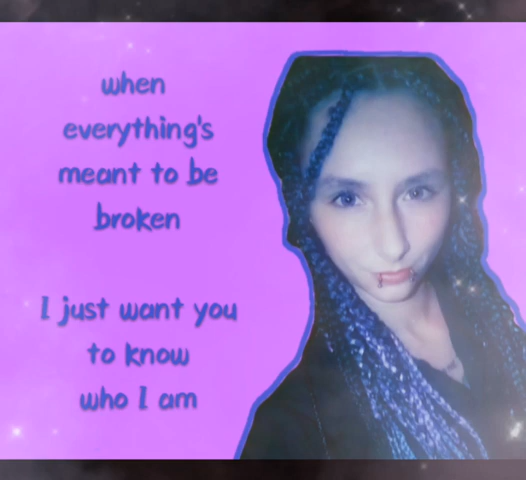 when
everything's
meant to be
broken
I just want you
to know
who I am